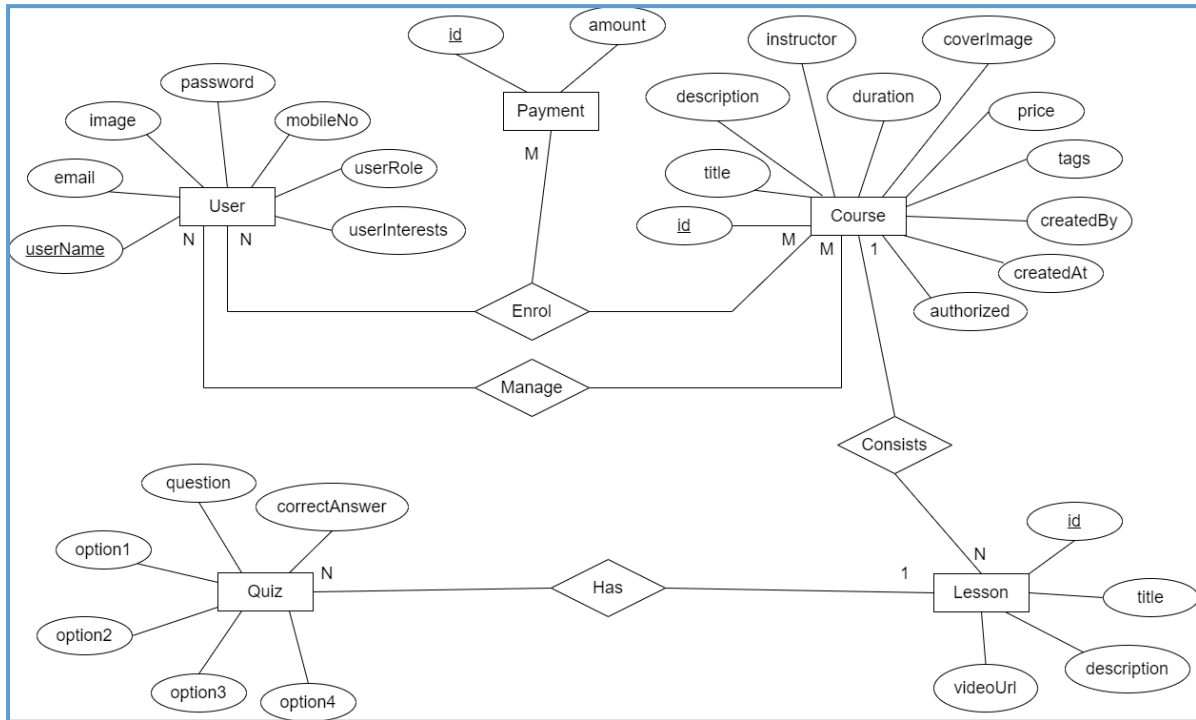 id
amount
instructor
coverImage
password
description
duration
Payment
image
mobileNo
price
M
tags
email
userRole
title
User
Course
createdBy
userName
N
N
userInterests
id
M
M
1
createdAt
Enrol
authorized
Manage
Consists
question
correctAnswer
id
option1
N
N
Quiz
Has
1
Lesson
title
option2
description
option3
option4
videoUrl